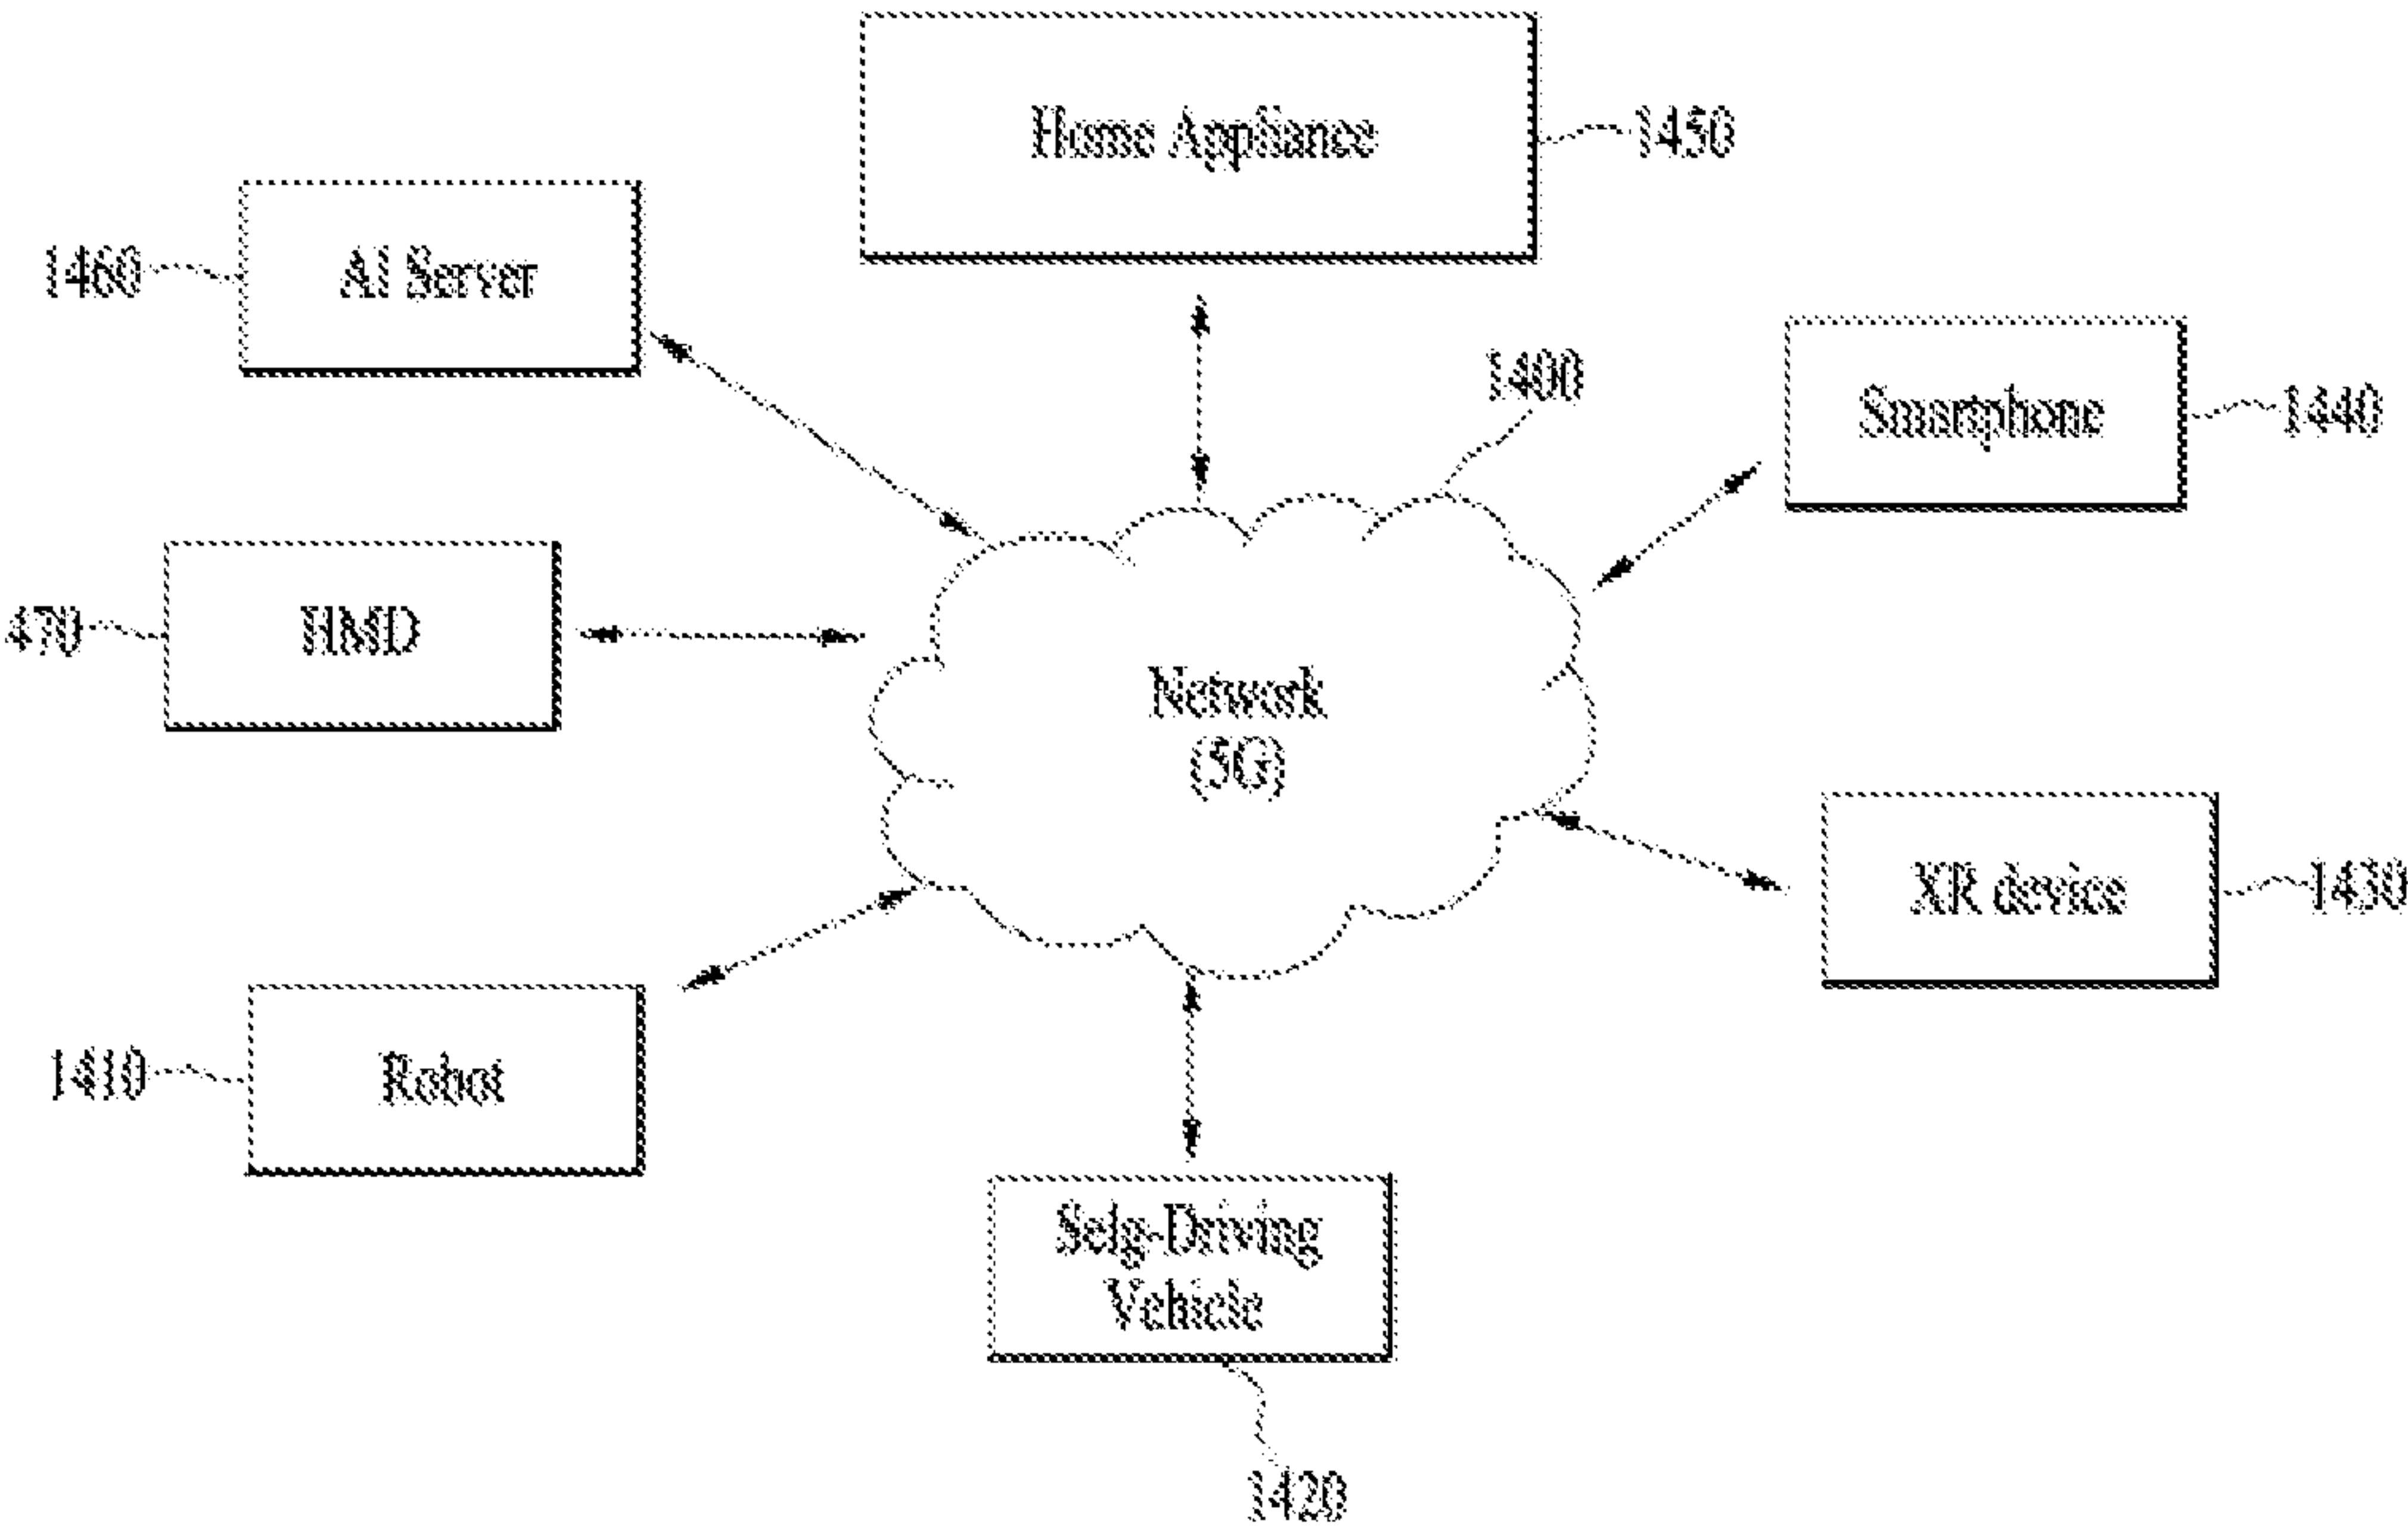 Home Appliance
1450
1460
AI Server
1400
Smartphone
1440
470
HMD
Network
(5G)
XR device
1430
1410
Robot
Selg-Driving
Vehicle
1420